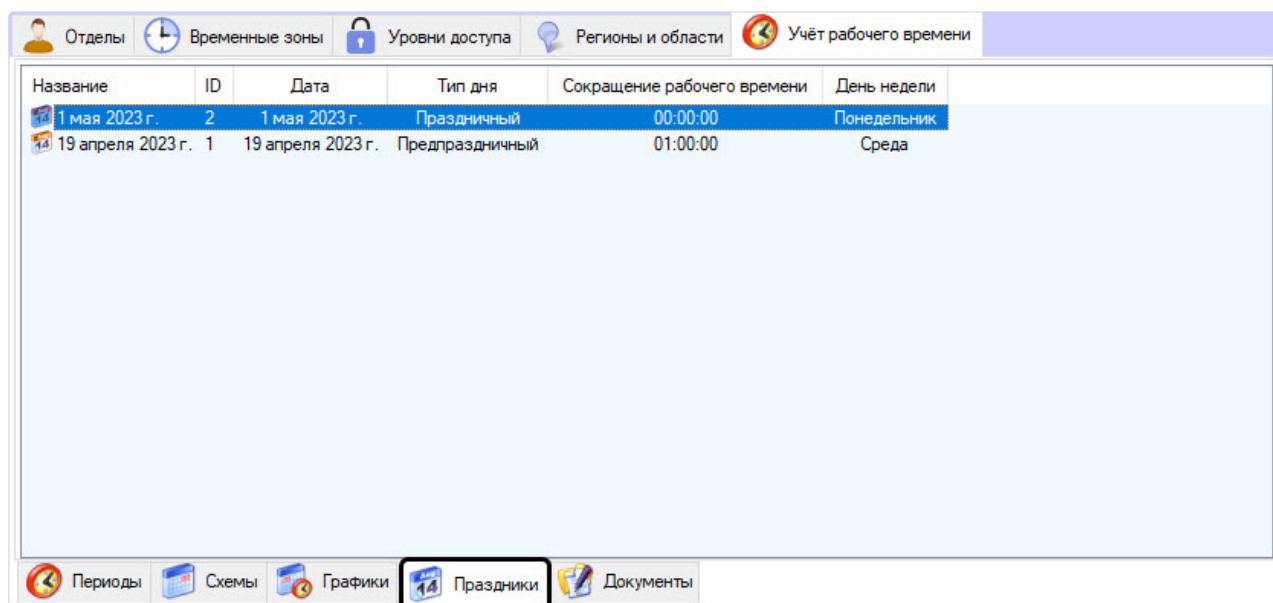 Отделы Временные зоны Уровни доступа Регионы и области Учёт рабочего времени
Название ID Дата Тип дня Сокращение рабочего времени День недели
1 мая 2023 г. 2 1 мая 2023 г. Праздничный 00:00:00 Понедельник
19 апреля 2023 г. 1 19 апреля 2023 г. Предпраздничный 01:00:00 Среда
Периоды Схемы Графики 14 Праздники Документы